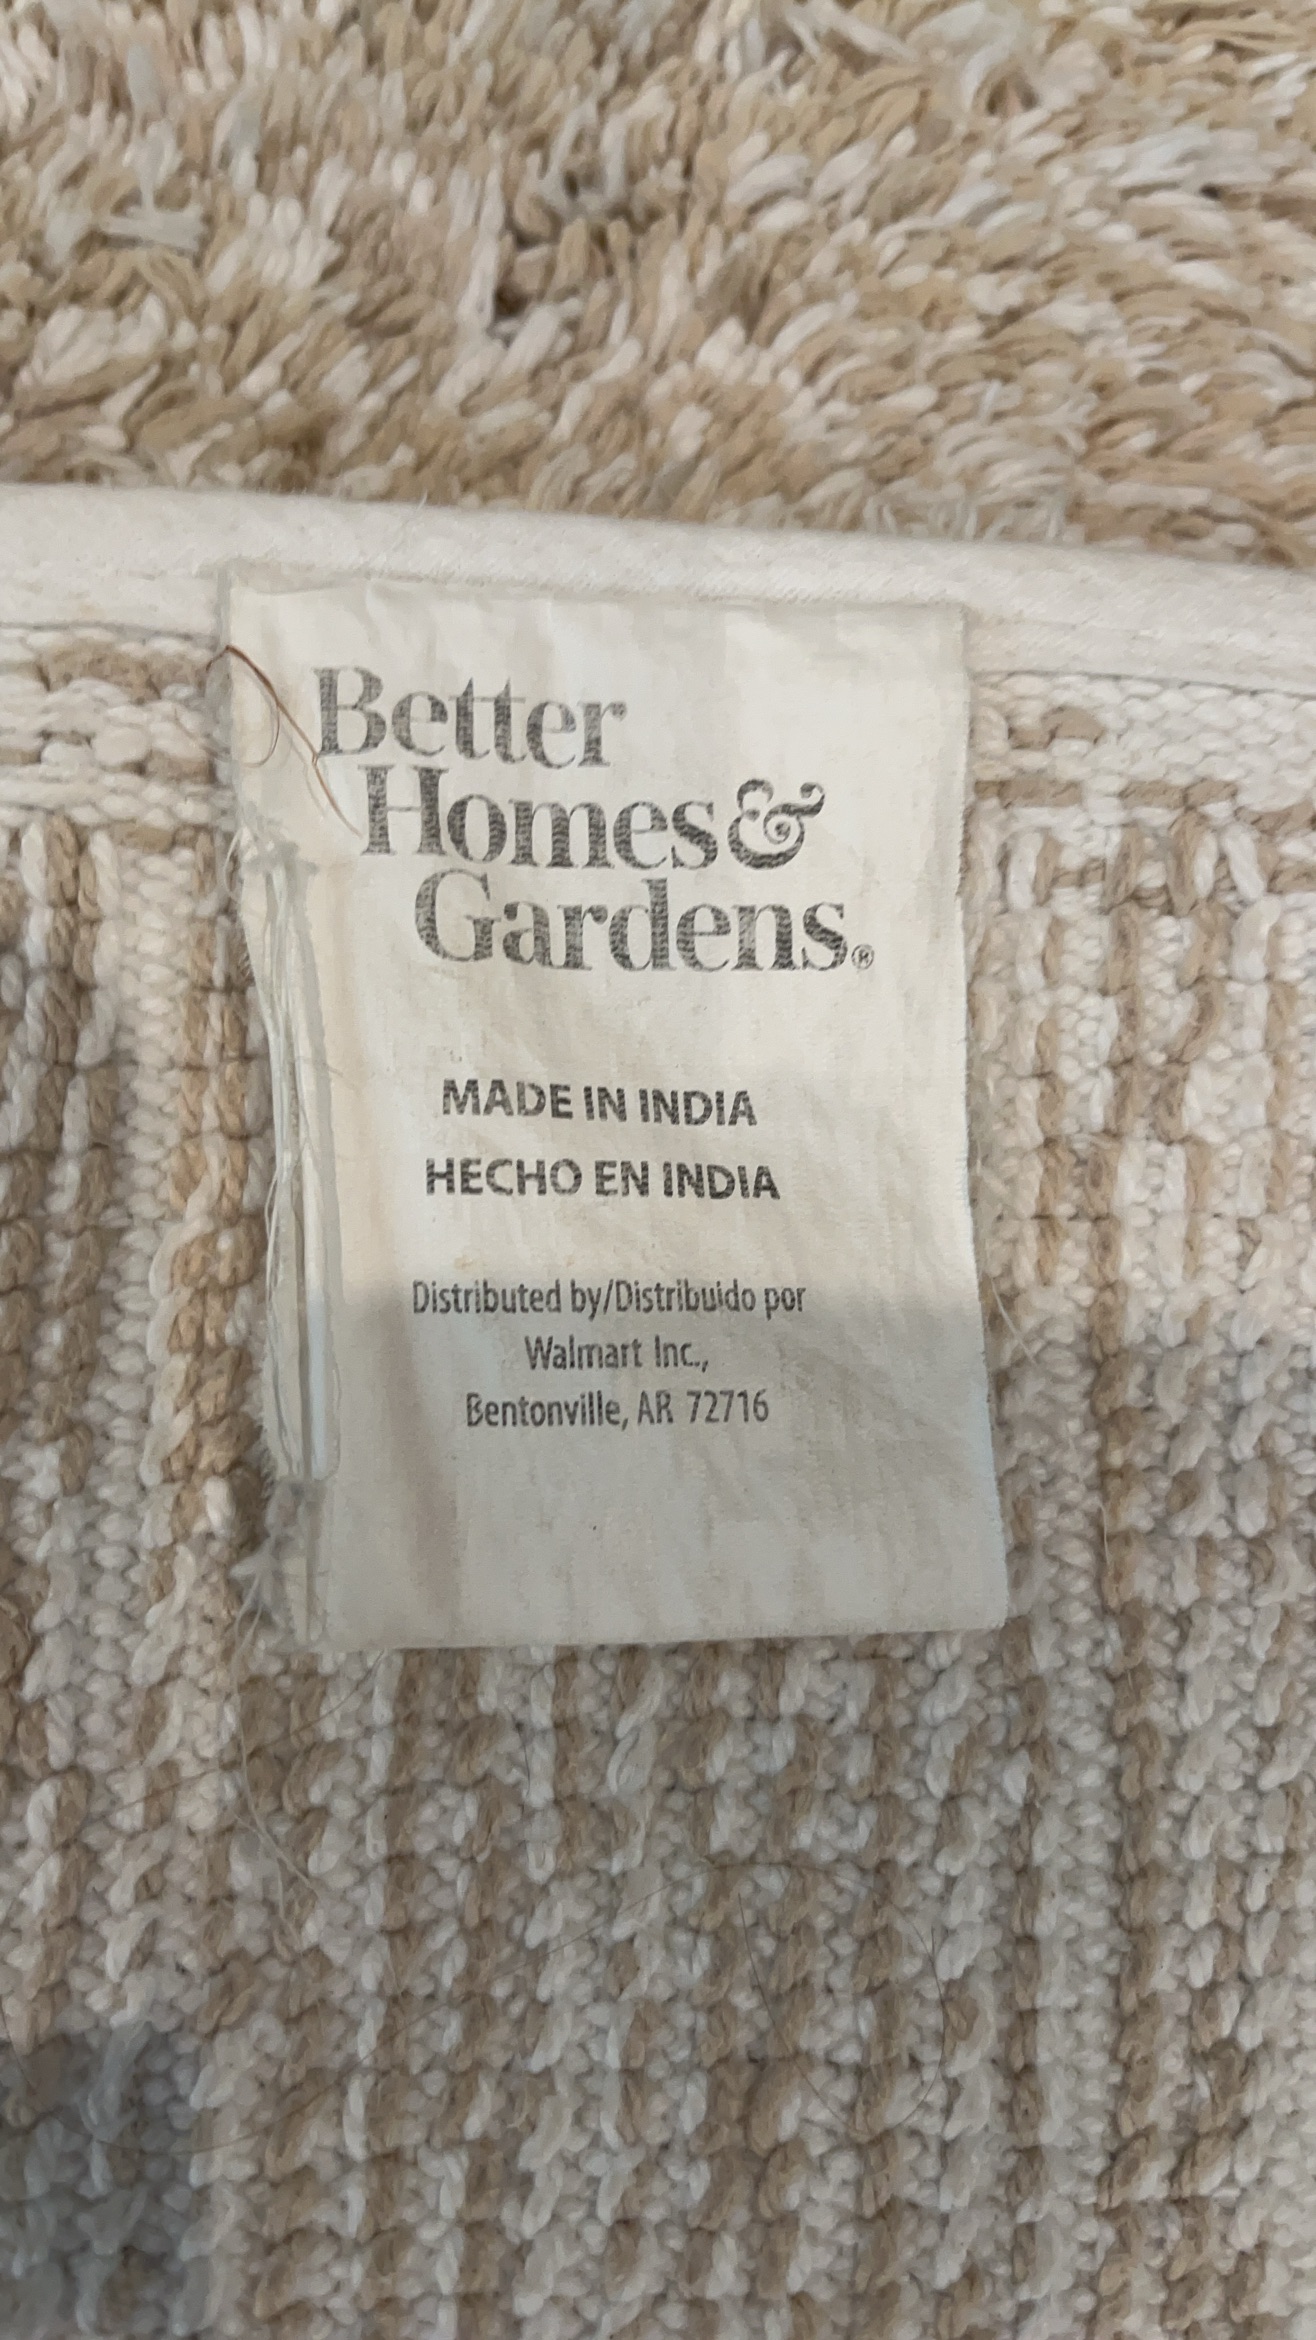 Better
Homes &
Gardens®
MADE IN INDIA
HECHO EN INDIA
Distributed by/Distribuido por
Walmart Inc.,
Bentonville, AR 72716